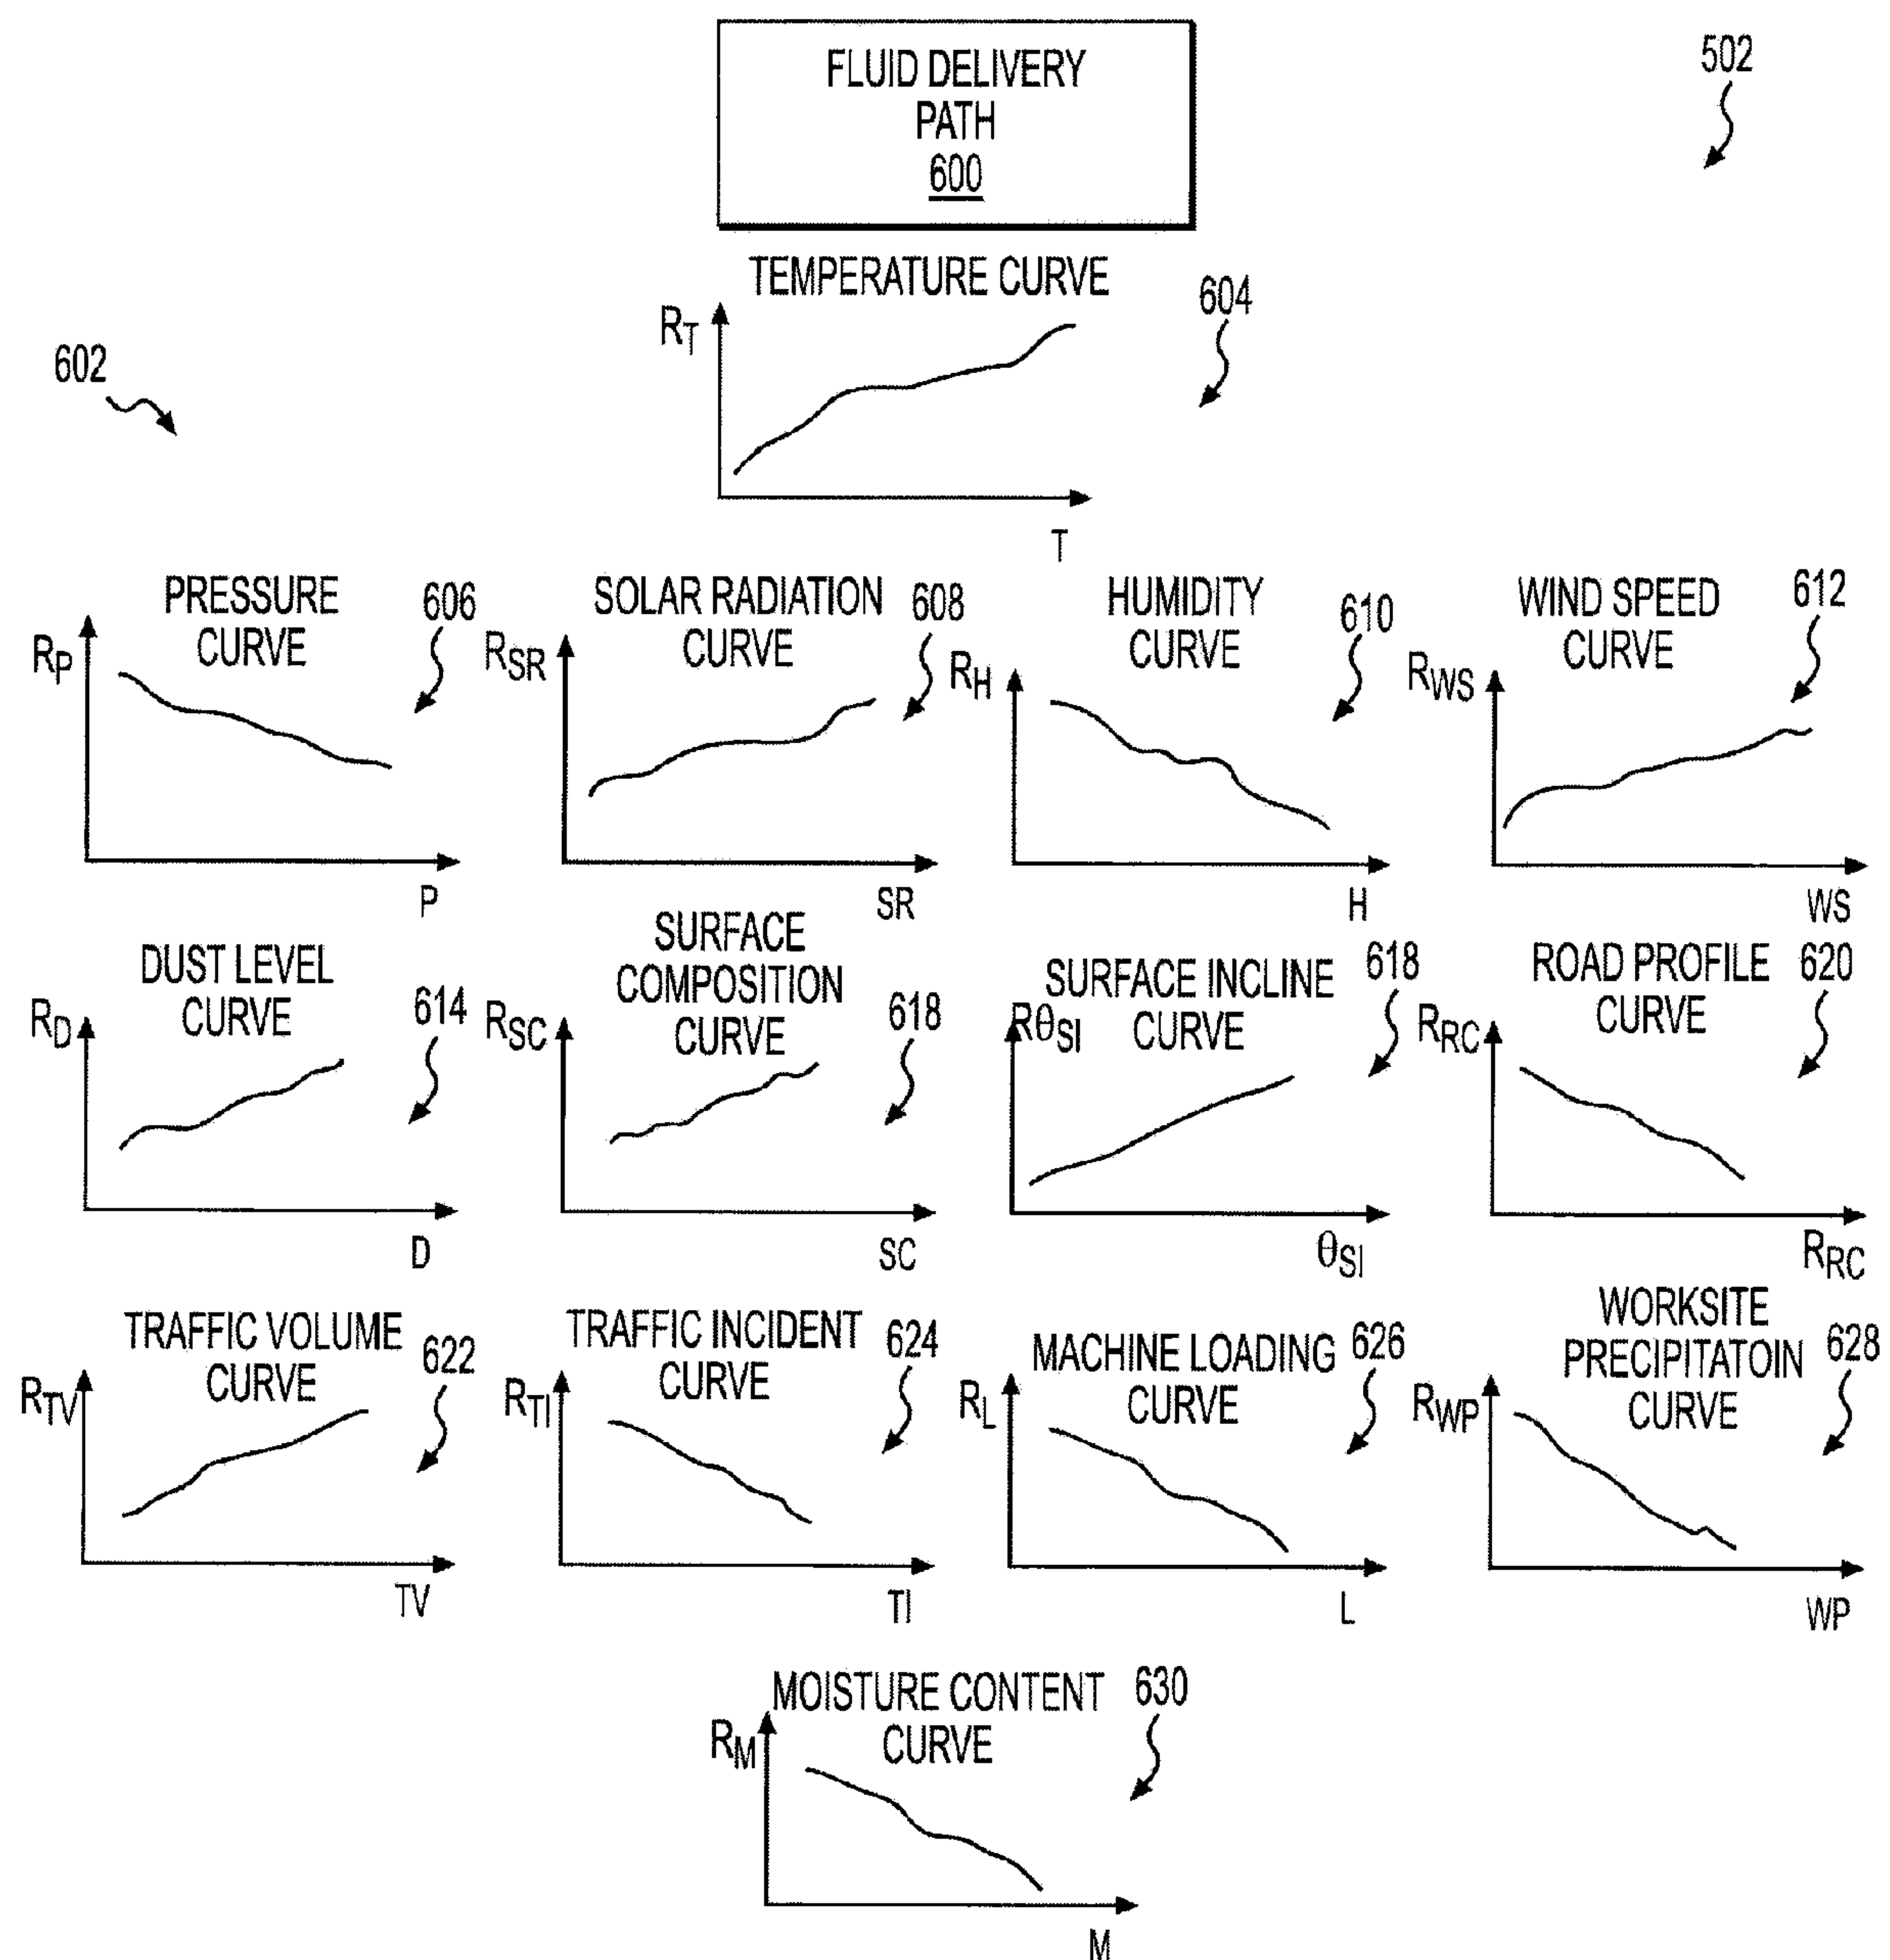 FLUID DELIVERY
PATH
600
502
TEMPERATURE CURVE
604
RT
602
T
PRESSURE
CURVE
606
RP
P
SOLAR RADIATION
CURVE
608
RSR
SR
HUMIDITY
CURVE
610
RH
H
WIND SPEED
CURVE
612
RWS
WS
DUST LEVEL
CURVE
614
RD
D
SURFACE
COMPOSITION
CURVE
618
RSC
SC
SURFACE INCLINE
CURVE
618
RθSI
θSI
ROAD PROFILE
CURVE
620
RRC
RRC
TRAFFIC VOLUME
CURVE
622
RTV
TV
TRAFFIC INCIDENT
CURVE
624
RTI
TI
MACHINE LOADING
CURVE
626
RL
L
WORKSITE
PRECIPITATOIN
CURVE
628
RWP
WP
MOISTURE CONTENT
CURVE
630
RM
M